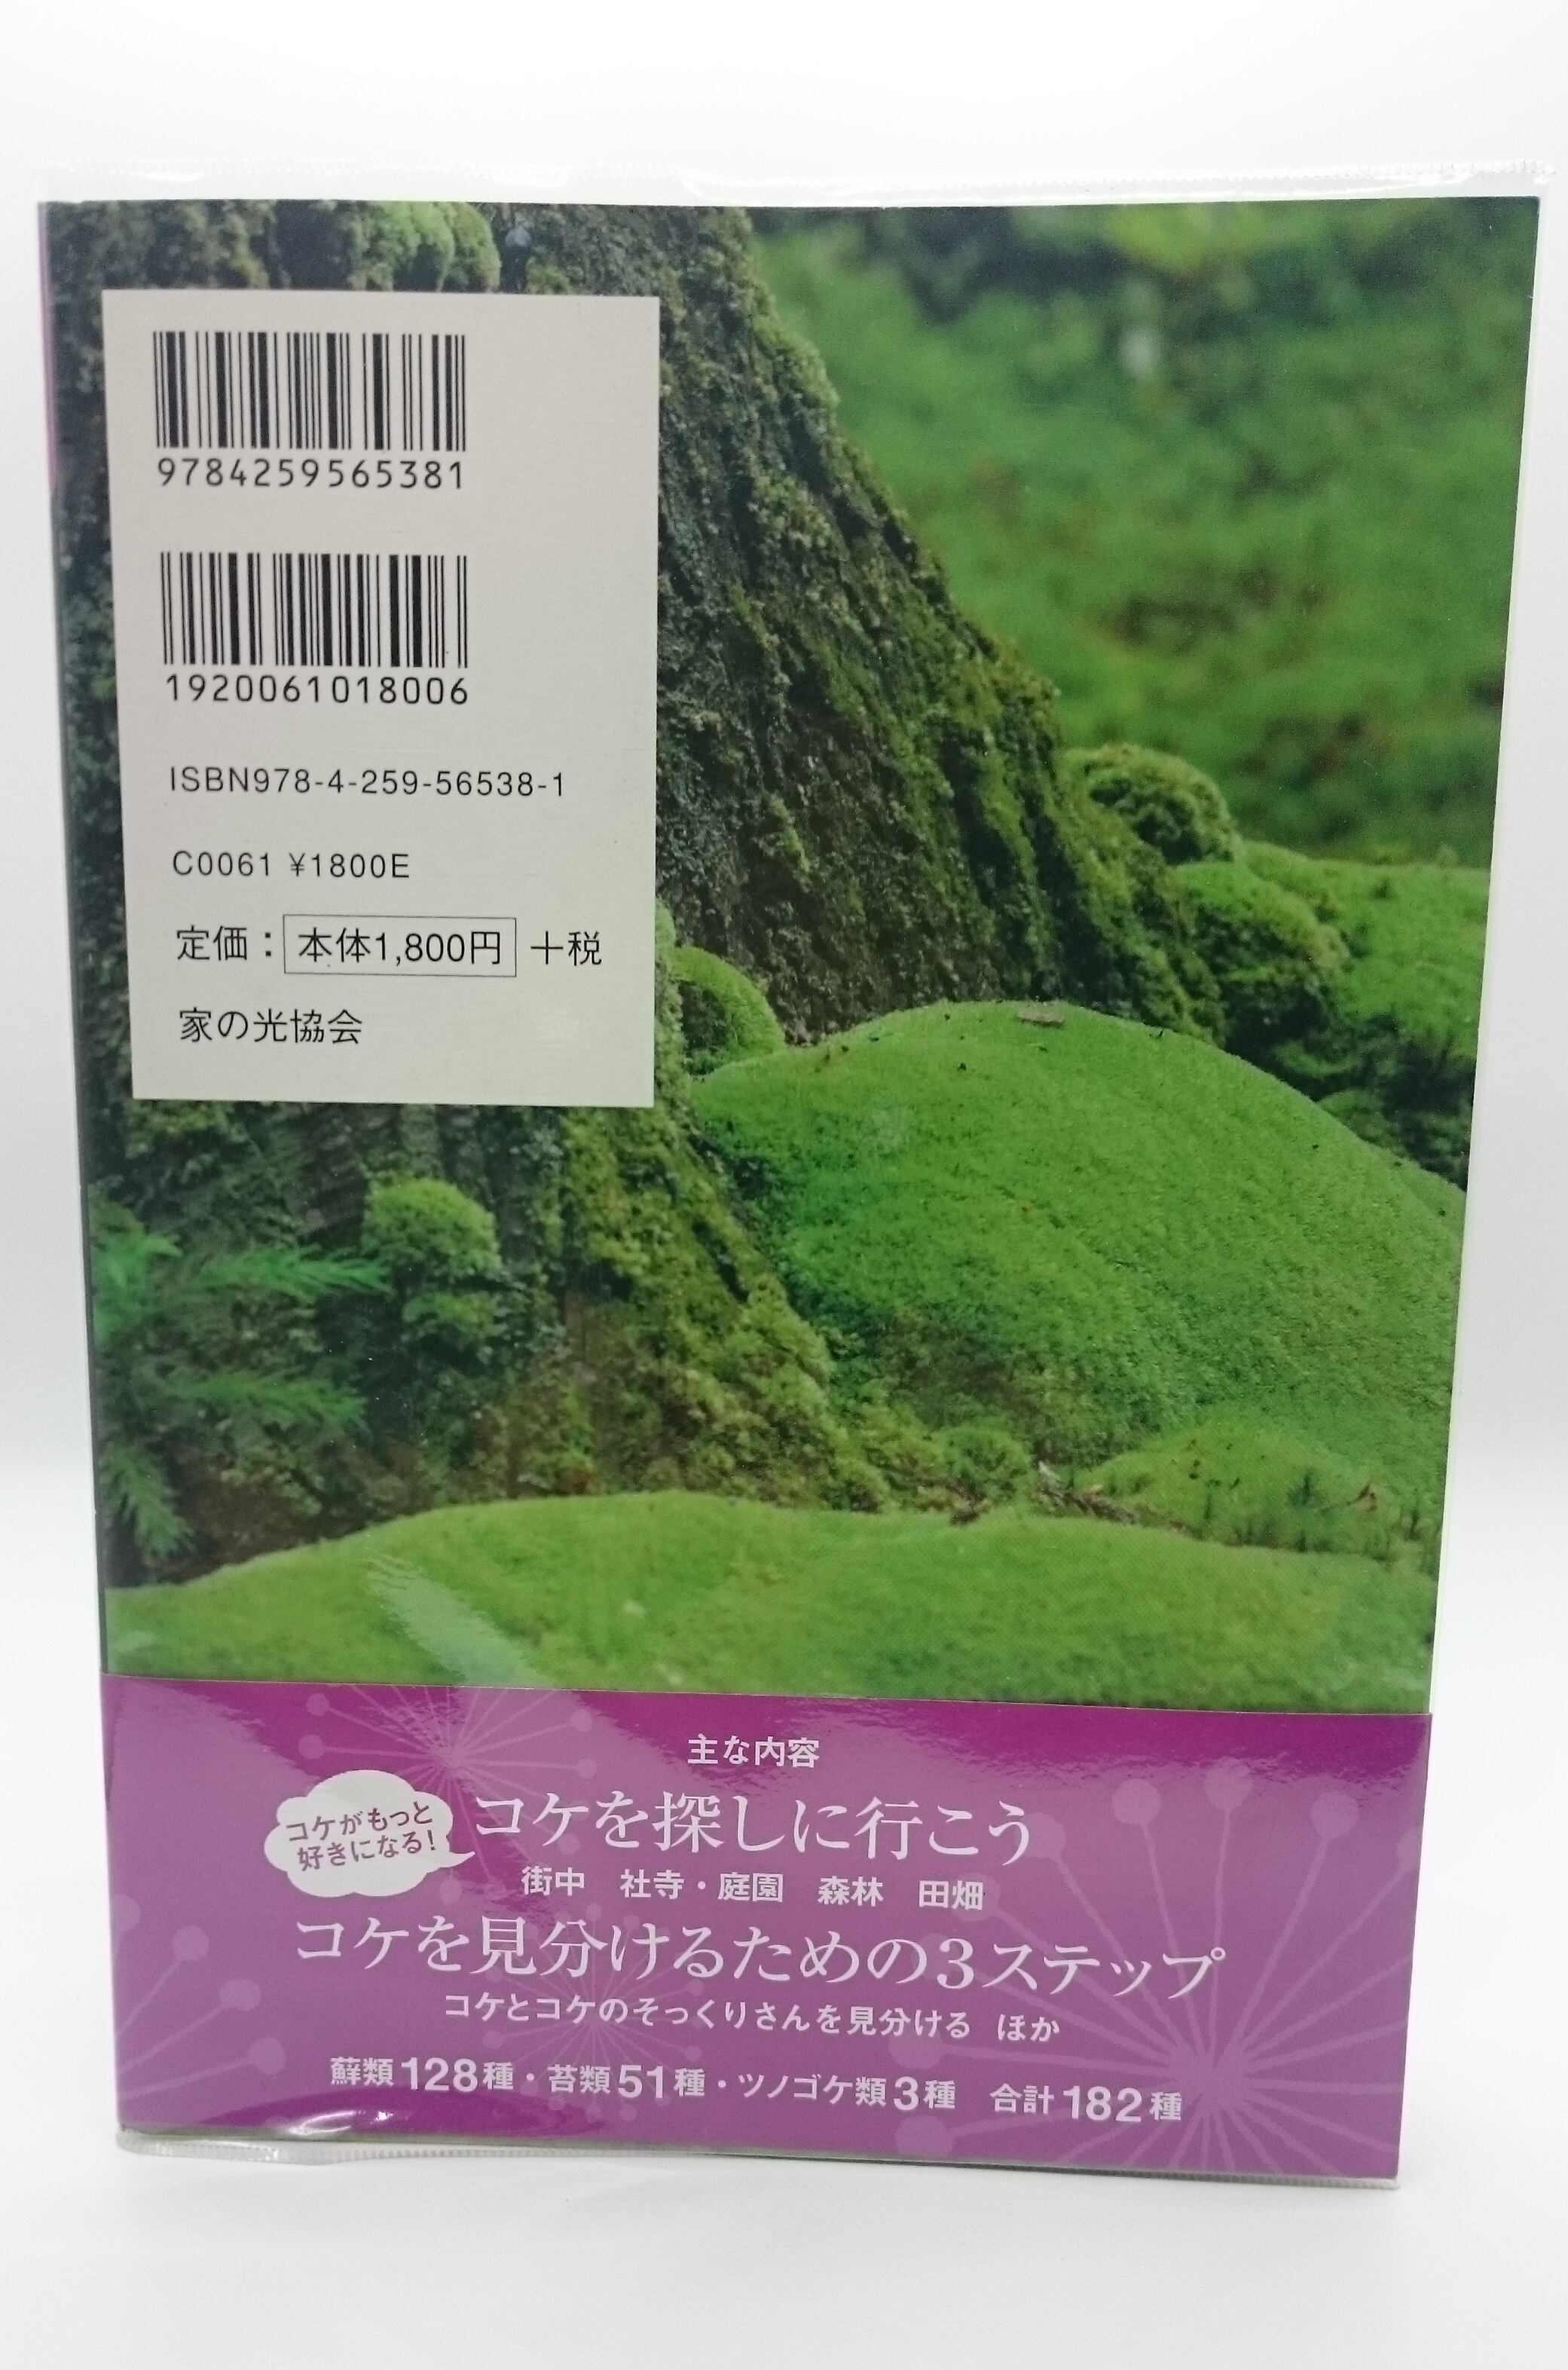 9784259565381
1920061018006
ISBN978-4-259-56538-1
C0061 ¥1800E
定価：本体1,800円＋税
家の光協会
主な内容
コケがもっと
好きになる!
コケを探しに行こう
街中　社寺・庭園　森林　田畑
コケを見分けるための3ステップ
コケとコケのそっくりさんを見分ける　ほか
蘚類128種・苔類51種・ツノゴケ類3種　合計182種